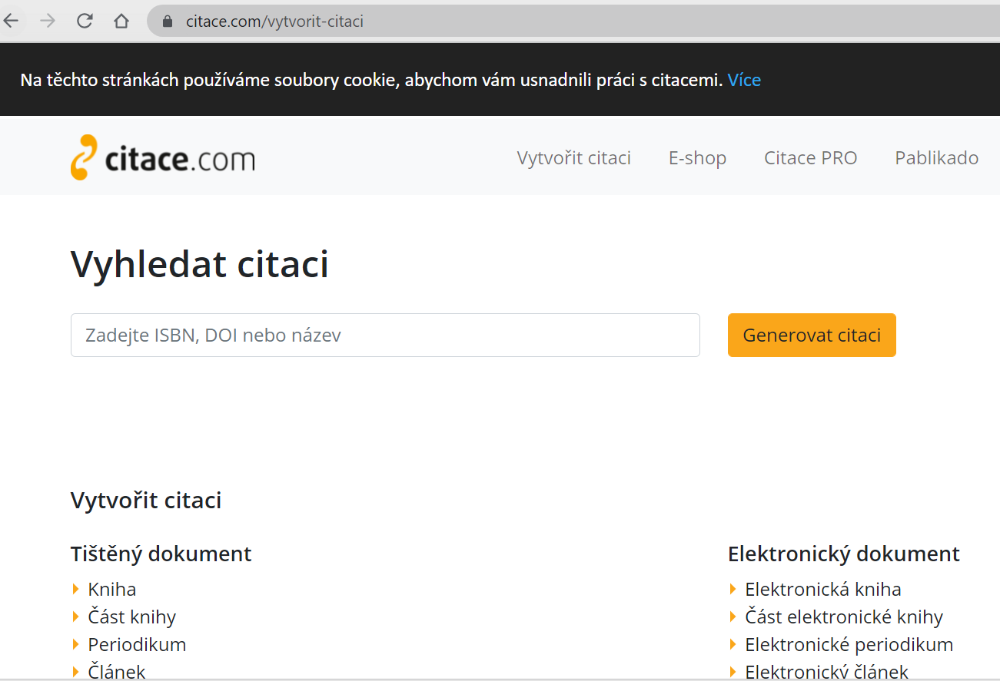 citace.com/vytvorit-citaci
Na těchto stránkách používáme soubory cookie, abychom vám usnadnili práci s citacemi. Více
citace.com
Vytvořit citaci E-shop Citace PRO Pablikado
Vyhledat citaci
Zadejte ISBN, DOI nebo název
Generovat citaci
Vytvořit citaci
Tištěný dokument
Kniha
Část knihy
Periodikum
Článek
Elektronický dokument
Elektronická kniha
Část elektronické knihy
Elektronické periodikum
Elektronický článek